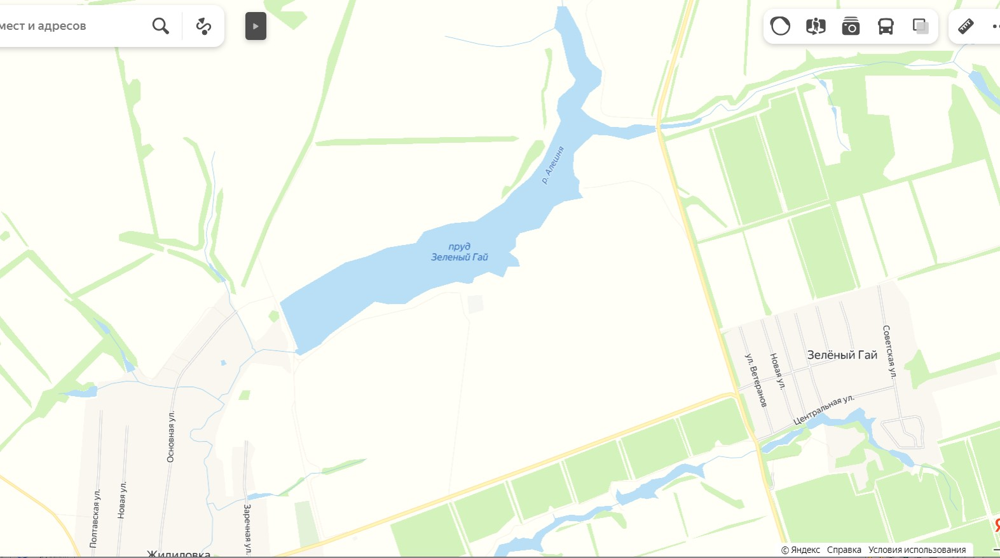 мест и адресов
р. Алешня
пруд
Зеленый Гай
Зелёный Гай
Советская ул.
ул. Ветеранов
Новая ул.
Центральная ул.
Основная ул.
Полтавская ул.
Новая ул.
Заречная ул.
Жилиловка
© Яндекс Справка Условия использования
Я